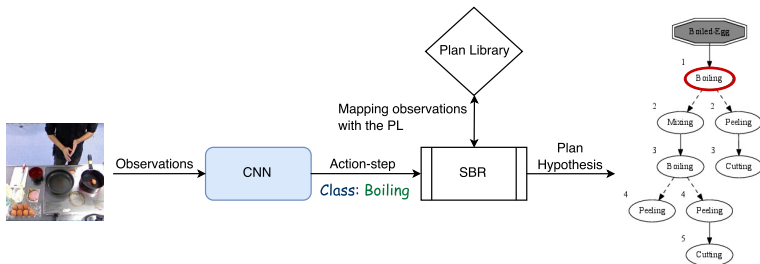 Plan Library
Mapping observations
with the PL
Observations
CNN
Action-step
Class: Boiling
SBR
Plan
Hypothesis
Boiled-Egg
1
Boiling
2
Mixing
2
Peeling
3
Boiling
3
Cutting
4
Peeling
4
Peeling
5
Cutting